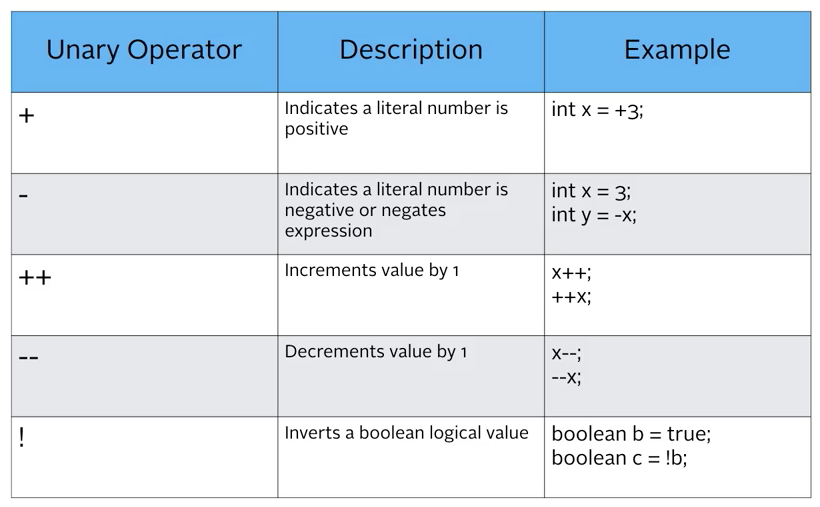 Unary Operator Description Example
+ Indicates a literal number is positive int x = +3;
- Indicates a literal number is negative or negates expression int x = 3;
int y = -x;
++ Increments value by 1 x++;
++x;
-- Decrements value by 1 x--;
--x;
! Inverts a boolean logical value boolean b = true;
boolean c = !b;